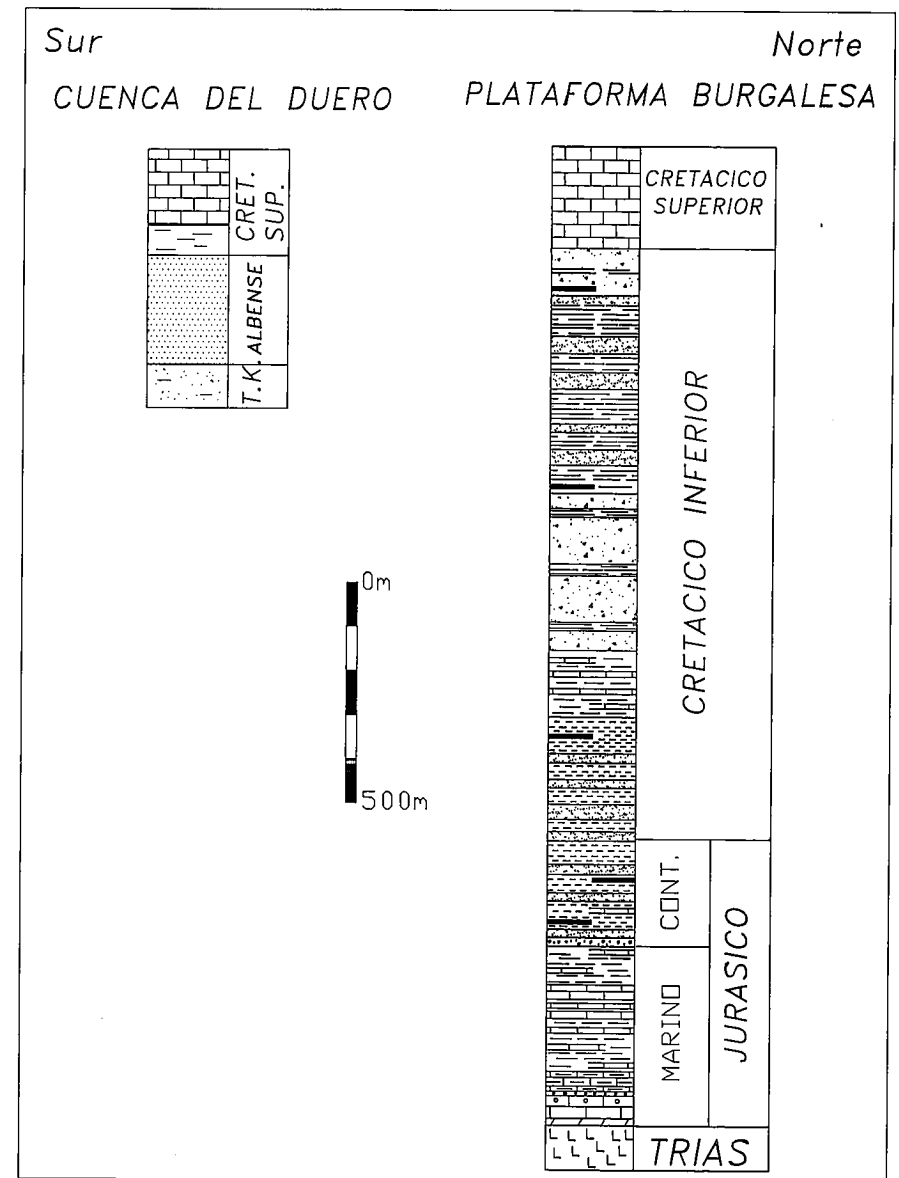 Sur
Norte
CUENCA DEL DUERO
PLATAFORMA BURGALESA
CRET.
SUP.
ALBENSE
T.K.
CRETACICO
SUPERIOR
CRETACICO INFERIOR
0m
500m
CONT.
MARINO
JURASICO
TRIAS